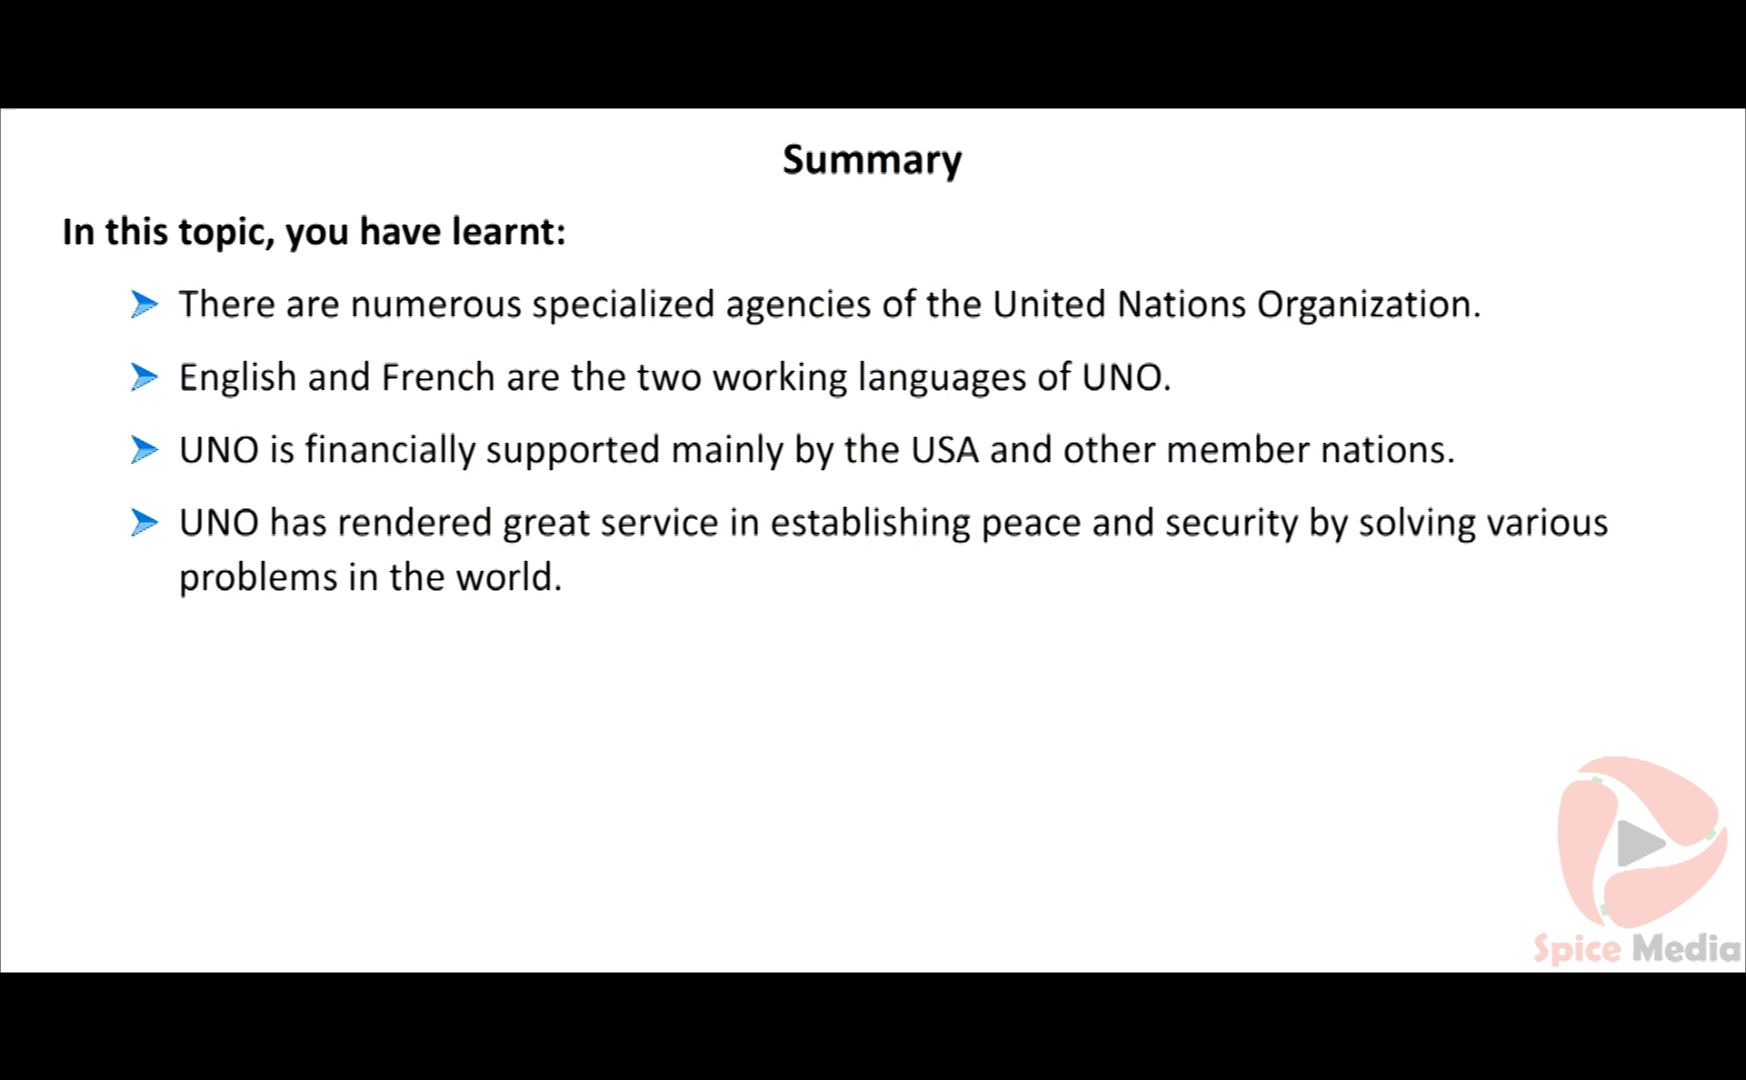 Summary
In this topic, you have learnt:
There are numerous specialized agencies of the United Nations Organization.
English and French are the two working languages of UNO.
UNO is financially supported mainly by the USA and other member nations.
UNO has rendered great service in establishing peace and security by solving various
problems in the world.
Spice Media